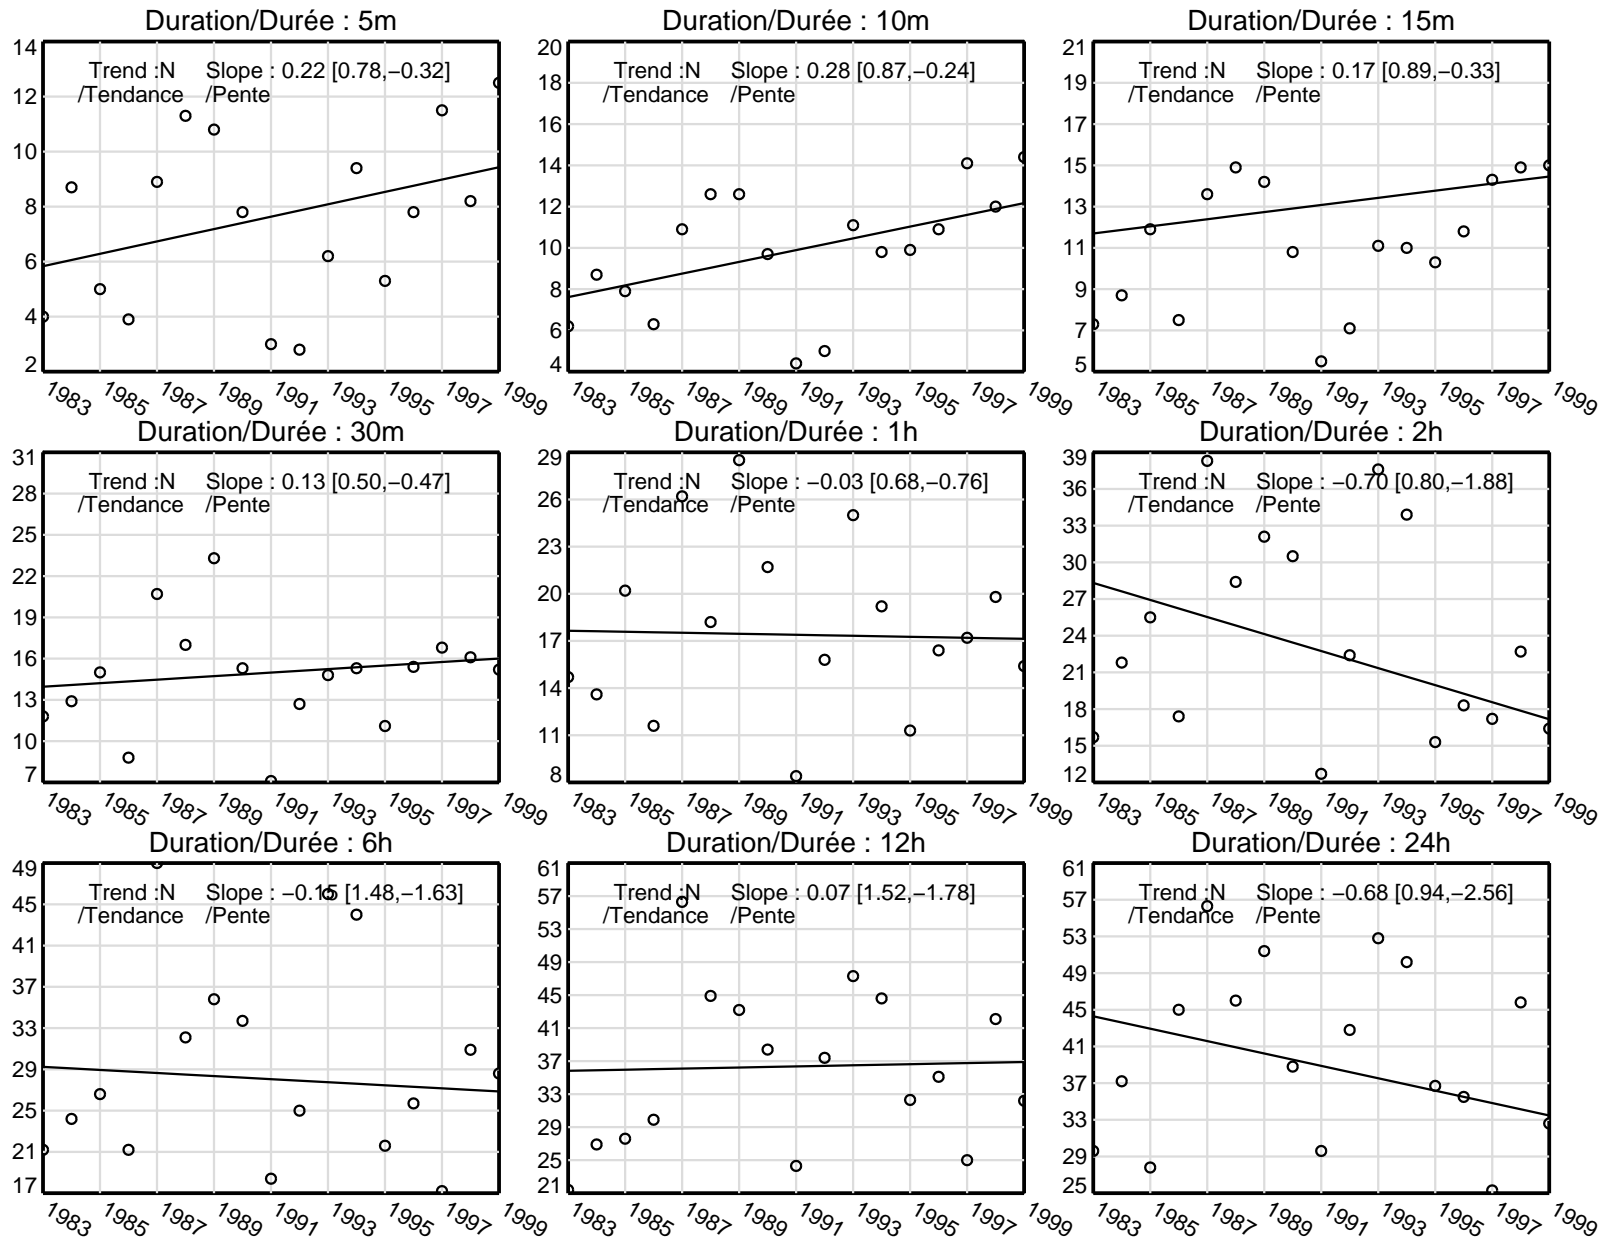 Duration/Durée : 5m
Trend :N Slope : 0.22 [0.78,−0.32]
/Tendance /Pente
14
12
10
8
6
4
2
1983 1985 1987 1989 1991 1993 1995 1997 1999
Duration/Durée : 10m
Trend :N Slope : 0.28 [0.87,−0.24]
/Tendance /Pente
20
18
16
14
12
10
8
6
4
1983 1985 1987 1989 1991 1993 1995 1997 1999
Duration/Durée : 15m
Trend :N Slope : 0.17 [0.89,−0.33]
/Tendance /Pente
21
19
17
15
13
11
9
7
5
1983 1985 1987 1989 1991 1993 1995 1997 1999
Duration/Durée : 30m
Trend :N Slope : 0.13 [0.50,−0.47]
/Tendance /Pente
31
28
25
22
19
16
13
10
7
1983 1985 1987 1989 1991 1993 1995 1997 1999
Duration/Durée : 1h
Trend :N Slope : −0.03 [0.68,−0.76]
/Tendance /Pente
29
26
23
20
17
14
11
8
1983 1985 1987 1989 1991 1993 1995 1997 1999
Duration/Durée : 2h
Trend :N Slope : −0.70 [0.80,−1.88]
/Tendance /Pente
39
36
33
30
27
24
21
18
15
12
1983 1985 1987 1989 1991 1993 1995 1997 1999
Duration/Durée : 6h
Trend :N Slope : −0.15 [1.48,−1.63]
/Tendance /Pente
49
45
41
37
33
29
25
21
17
1983 1985 1987 1989 1991 1993 1995 1997 1999
Duration/Durée : 12h
Trend :N Slope : 0.07 [1.52,−1.78]
/Tendance /Pente
61
57
53
49
45
41
37
33
29
25
21
1983 1985 1987 1989 1991 1993 1995 1997 1999
Duration/Durée : 24h
Trend :N Slope : −0.68 [0.94,−2.56]
/Tendance /Pente
61
57
53
49
45
41
37
33
29
25
1983 1985 1987 1989 1991 1993 1995 1997 1999